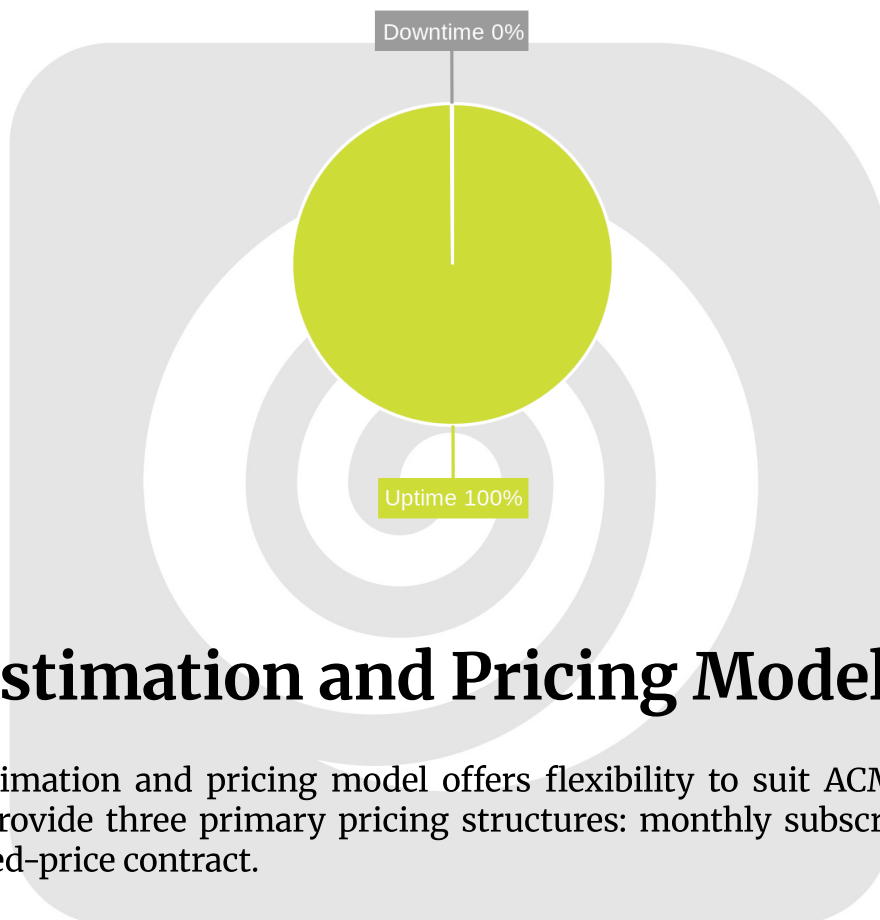 Downtime 0%
Uptime 100%
stimation and Pricing Model
imation and pricing model offers flexibility to suit ACM
rovide three primary pricing structures: monthly subscr
ed-price contract.